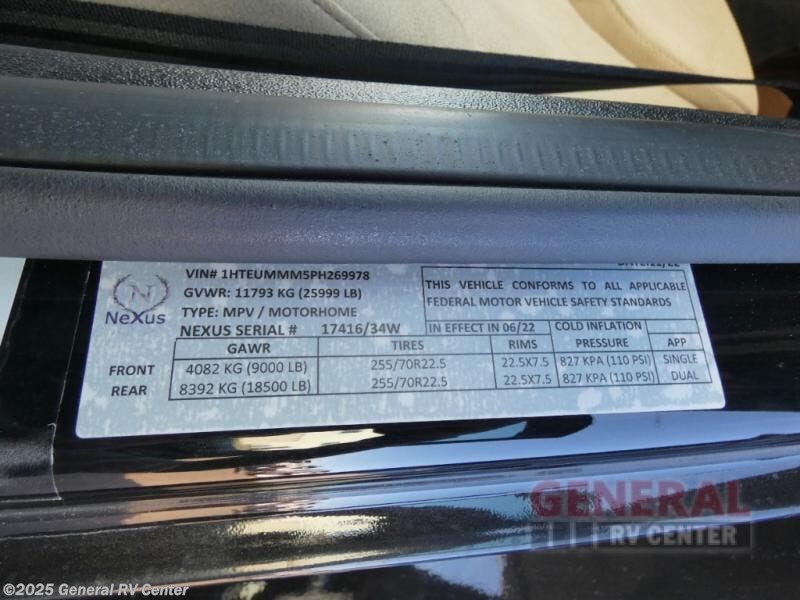 VIN# 1HTEUMMM5PH269978
GVWR: 11793 KG (25999 LB)
TYPE: MPV / MOTORHOME
NEXUS SERIAL # 17416/34W
N
NeXus
THIS VEHICLE CONFORMS TO ALL APPLICABLE
FEDERAL MOTOR VEHICLE SAFETY STANDARDS
IN EFFECT IN 06/22
GAWR TIRES RIMS COLD INFLATION PRESSURE APP
FRONT 4082 KG (9000 LB) 255/70R22.5 22.5X7.5 827 KPA (110 PSI) SINGLE
REAR 8392 KG (18500 LB) 255/70R22.5 22.5X7.5 827 KPA (110 PSI) DUAL
GENERAL
RV CENTER
©2025 General RV Center